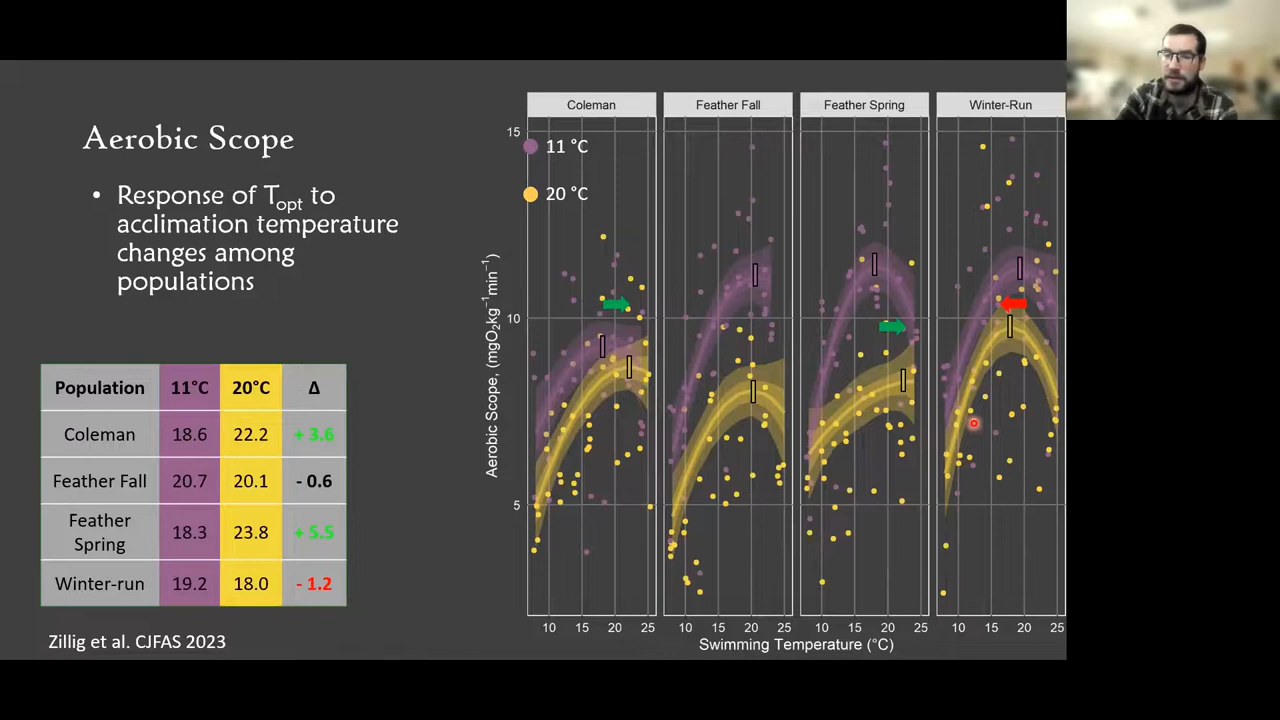 Aerobic Scope
• Response of Topt to
acclimation temperature
changes among
populations
Population 11°C 20°C Δ
Coleman 18.6 22.2 + 3.6
Feather Fall 20.7 20.1 - 0.6
Feather
Spring 18.3 23.8 + 5.5
Winter-run 19.2 18.0 - 1.2
Zillig et al. CJFAS 2023
Coleman Feather Fall Feather Spring Winter-Run
11 °C
20 °C
15
10
5
Aerobic Scope, (mgO₂kg⁻¹min⁻¹)
10 15 20 25 10 15 20 25 10 15 20 25 10 15 20 25
Swimming Temperature (°C)